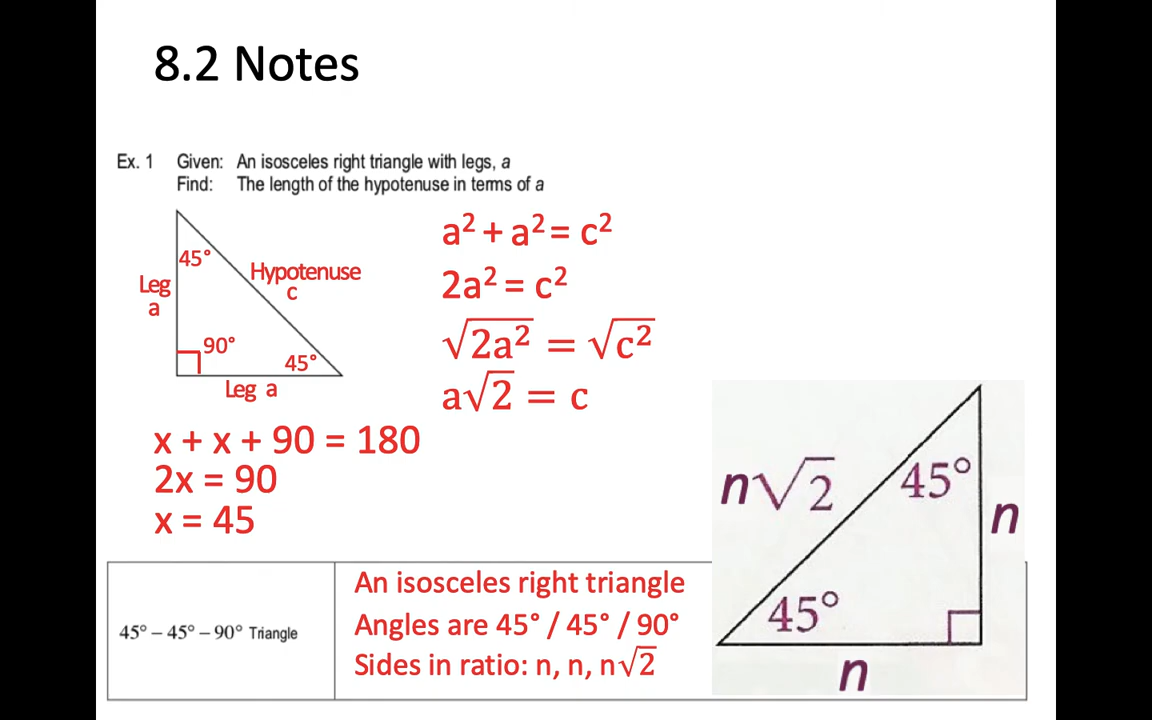 8.2 Notes
Ex. 1 Given: An isosceles right triangle with legs, a
Find: The length of the hypotenuse in terms of a
45°
Hypotenuse
c
Leg
a
90°
45°
Leg a
a² + a² = c²
2a² = c²
√2a² = √c²
a√2 = c
x + x + 90 = 180
2x = 90
x = 45
n√2
45°
n
45°
n
45° – 45° – 90° Triangle
An isosceles right triangle
Angles are 45° / 45° / 90°
Sides in ratio: n, n, n√2